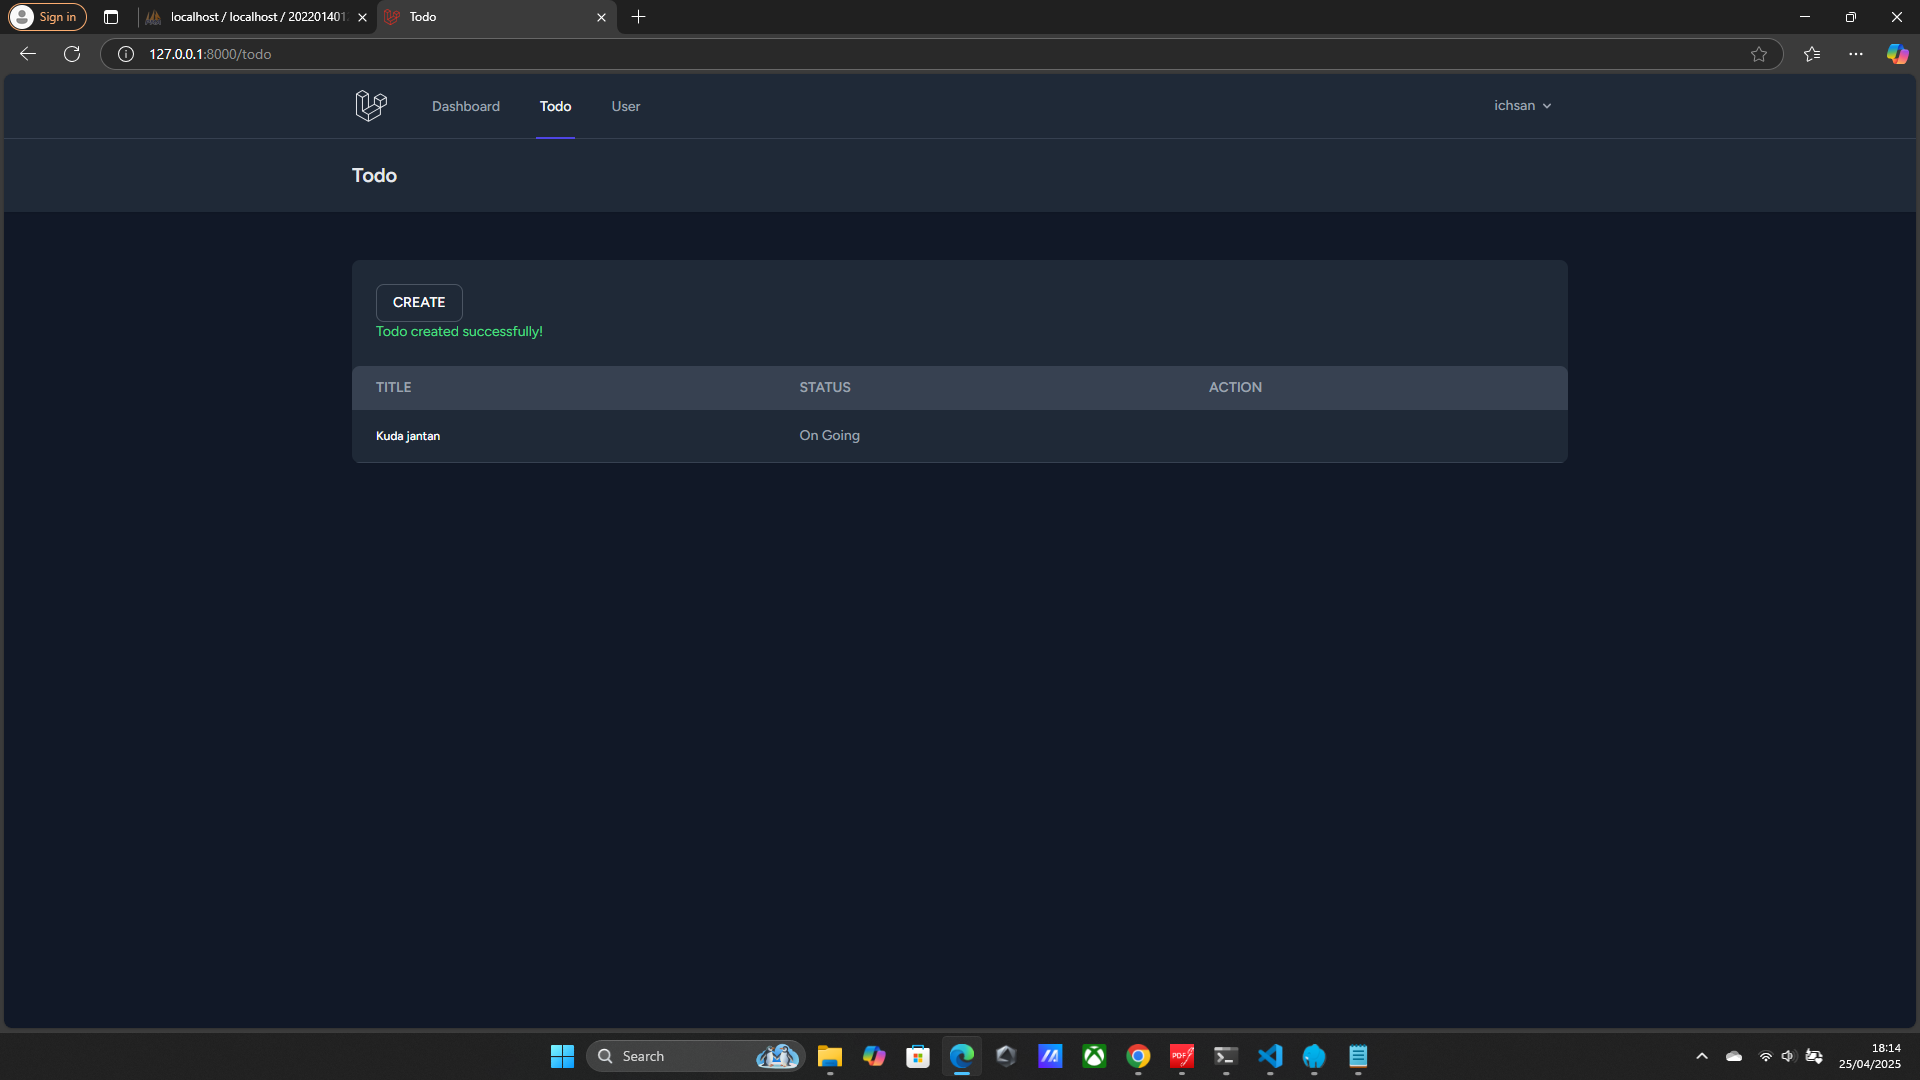 Sign in
localhost / localhost / 202201401
Todo
127.0.0.1:8000/todo
Dashboard
Todo
User
ichsan
Todo
CREATE
Todo created successfully!
TITLE STATUS ACTION
Kuda jantan On Going
Search
PDF
18:14
25/04/2025